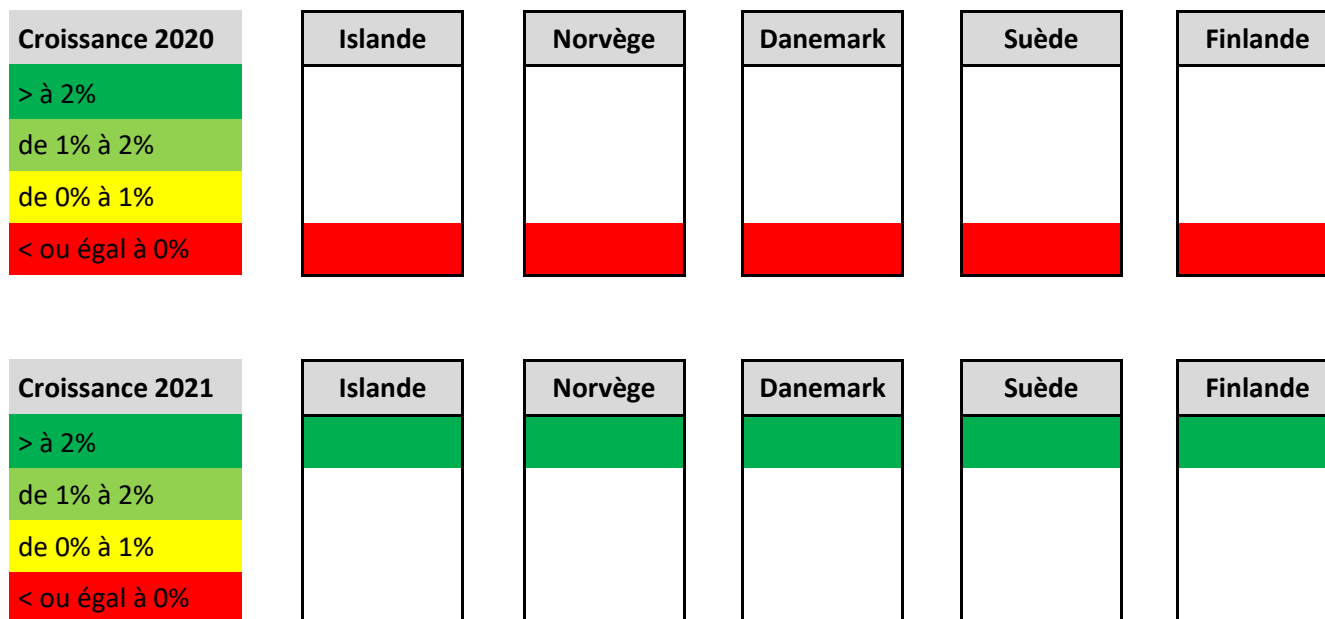 Croissance 2020 Islande Norvège Danemark Suède Finlande
> à 2%
de 1% à 2%
de 0% à 1%
< ou égal à 0%
Croissance 2021 Islande Norvège Danemark Suède Finlande
> à 2%
de 1% à 2%
de 0% à 1%
< ou égal à 0%